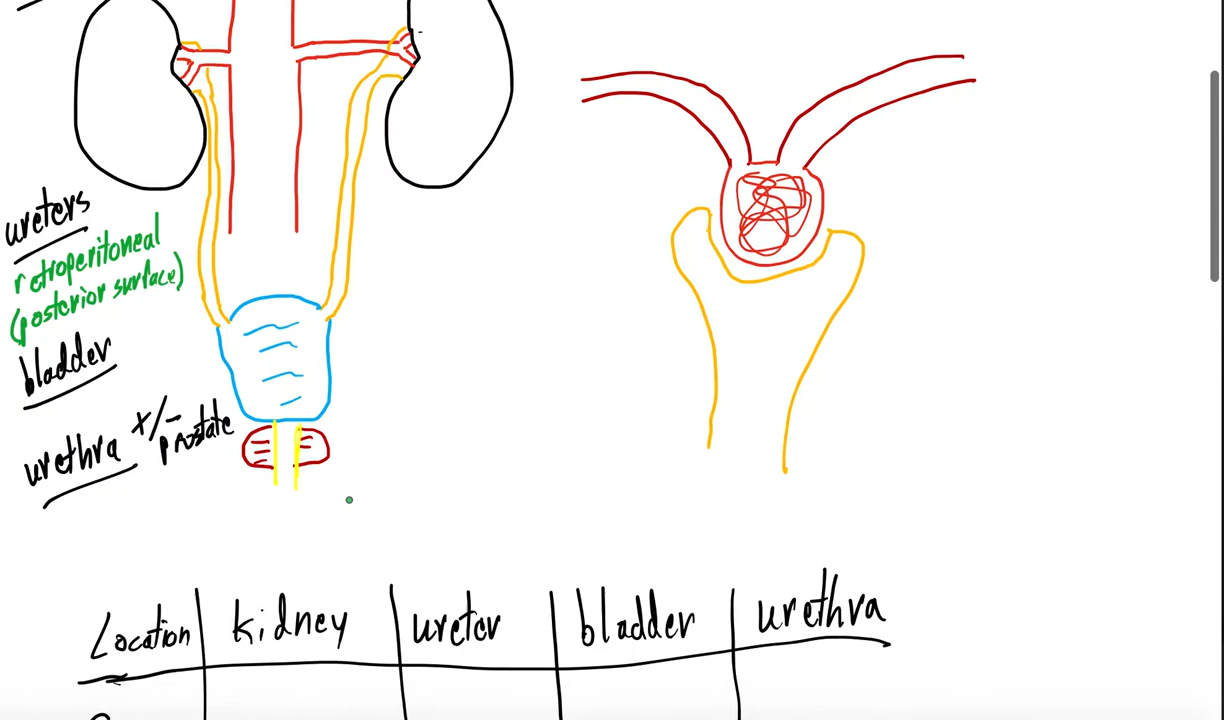 ureters
retroperitoneal
(posterior surface)
bladder
urethra +/- prostate
Location kidney ureter bladder urethra